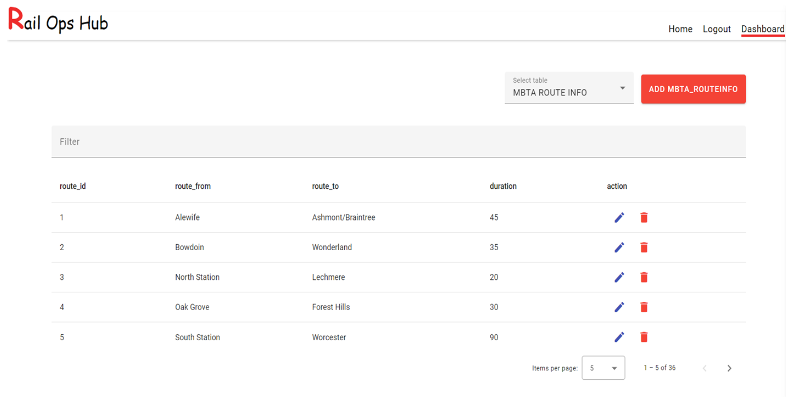 Rail Ops Hub
Home Logout Dashboard
Select table
MBTA ROUTE INFO
ADD MBTA_ROUTEINFO
Filter
route_id route_from route_to duration action
1 Alewife Ashmont/Braintree 45
2 Bowdoin Wonderland 35
3 North Station Lechmere 20
4 Oak Grove Forest Hills 30
5 South Station Worcester 90
Items per page: 5 1 – 5 of 36